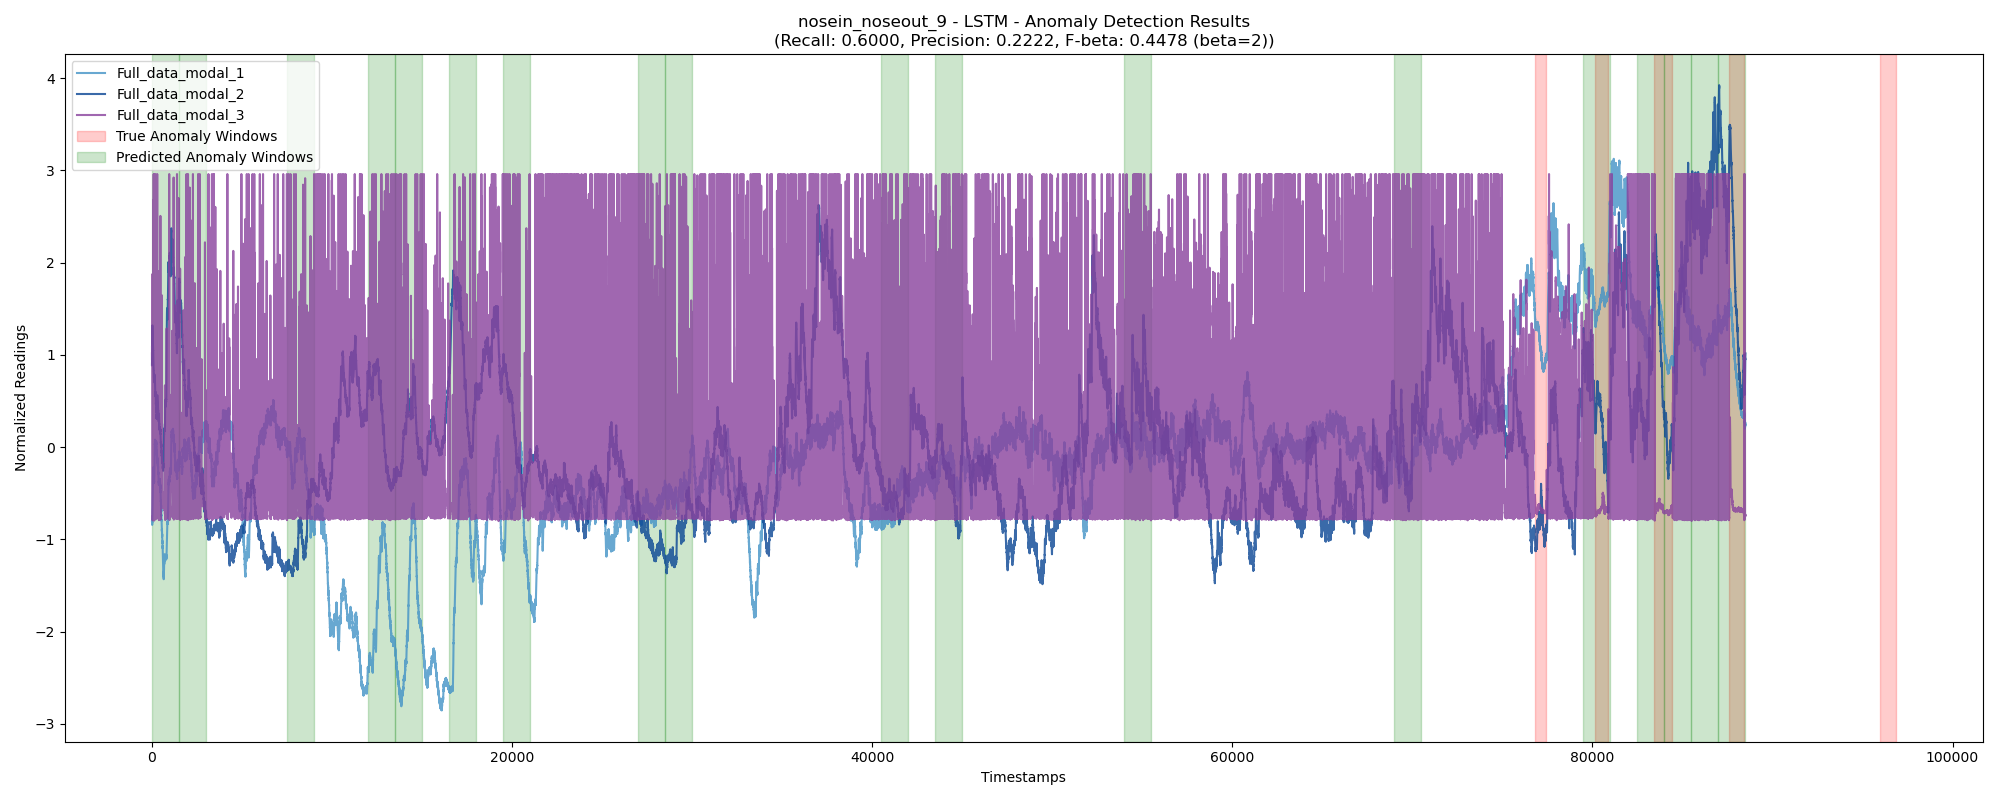 nosein_noseout_9 - LSTM - Anomaly Detection Results
(Recall: 0.6000, Precision: 0.2222, F-beta: 0.4478 (beta=2))
Full_data_modal_1
Full_data_modal_2
Full_data_modal_3
True Anomaly Windows
Predicted Anomaly Windows
Normalized Readings
4
3
2
1
0
−1
−2
−3
0
20000
40000
60000
80000
100000
Timestamps